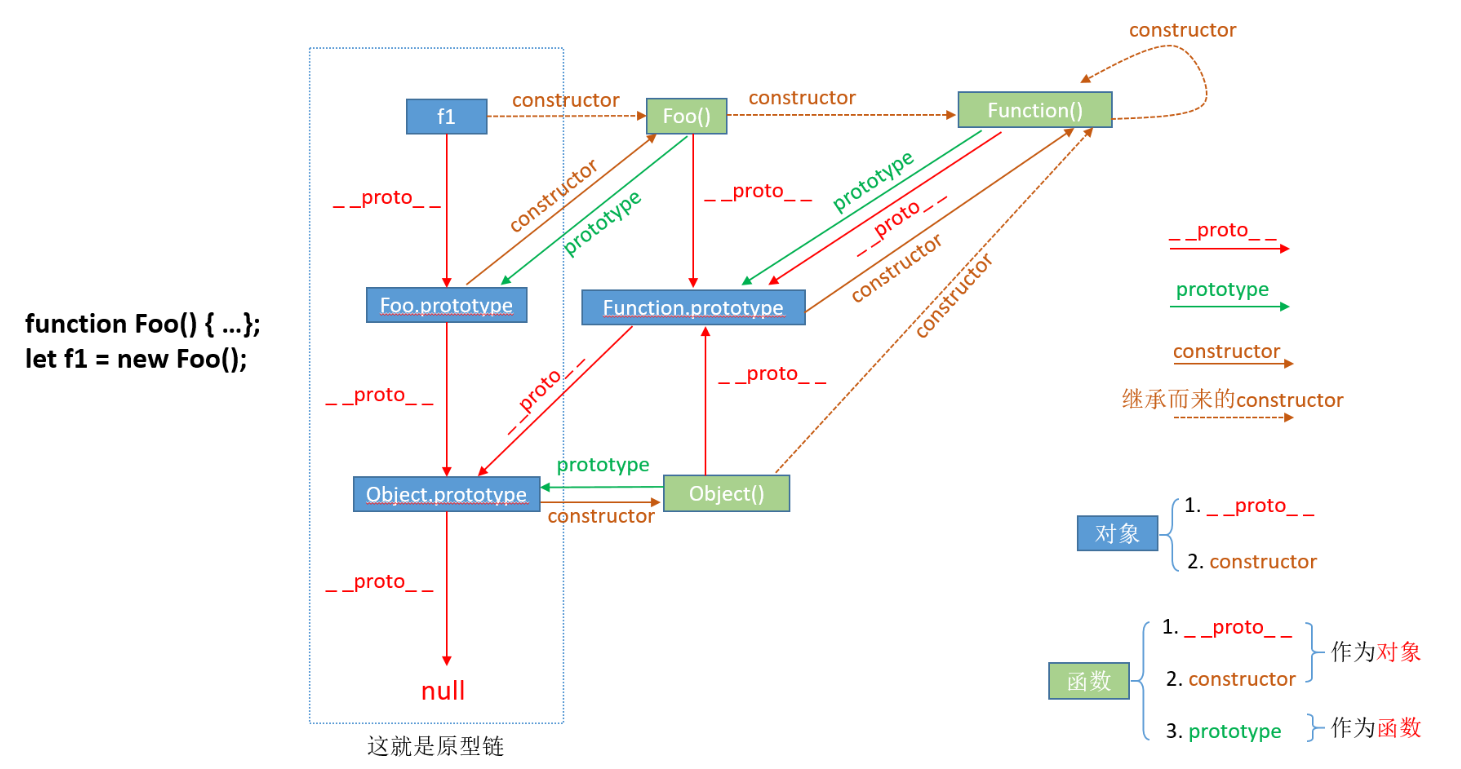 constructor
f1
constructor
Foo()
constructor
Function()
_ _proto_ _
constructor
prototype
_ _proto_ _
prototype
_ _proto_ _
constructor
constructor
_ _proto_ _
prototype
constructor
继承而来的constructor
Foo.prototype
Function.prototype
function Foo() { ...};
let f1 = new Foo();
_ _proto_ _
_ _proto_ _
_ _proto_ _
prototype
Object.prototype
Object()
constructor
_ _proto_ _
null
这就是原型链
对象
1. _ _proto_ _
2. constructor
函数
1. _ _proto_ _
2. constructor
3. prototype
作为对象
作为函数